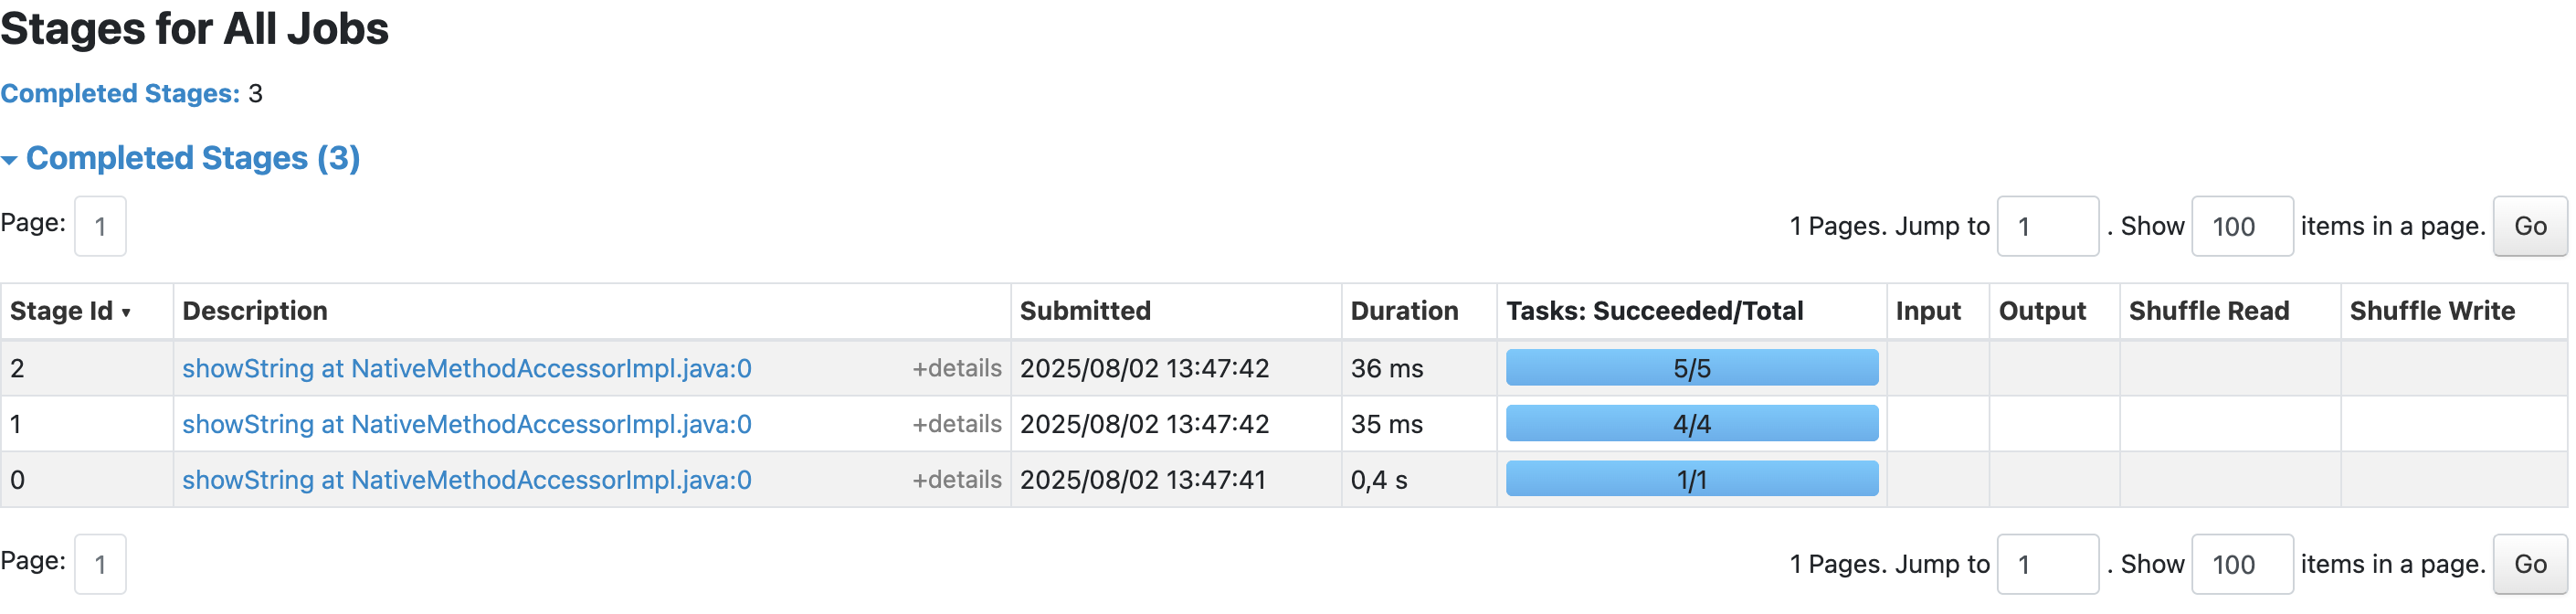 Stages for All Jobs
Completed Stages: 3
Completed Stages (3)
Page: 1 1 Pages. Jump to 1 . Show 100 items in a page. Go
Stage Id ▾ Description Submitted Duration Tasks: Succeeded/Total Input Output Shuffle Read Shuffle Write
2 showString at NativeMethodAccessorImpl.java:0 +details 2025/08/02 13:47:42 36 ms 5/5
1 showString at NativeMethodAccessorImpl.java:0 +details 2025/08/02 13:47:42 35 ms 4/4
0 showString at NativeMethodAccessorImpl.java:0 +details 2025/08/02 13:47:41 0,4 s 1/1
Page: 1 1 Pages. Jump to 1 . Show 100 items in a page. Go